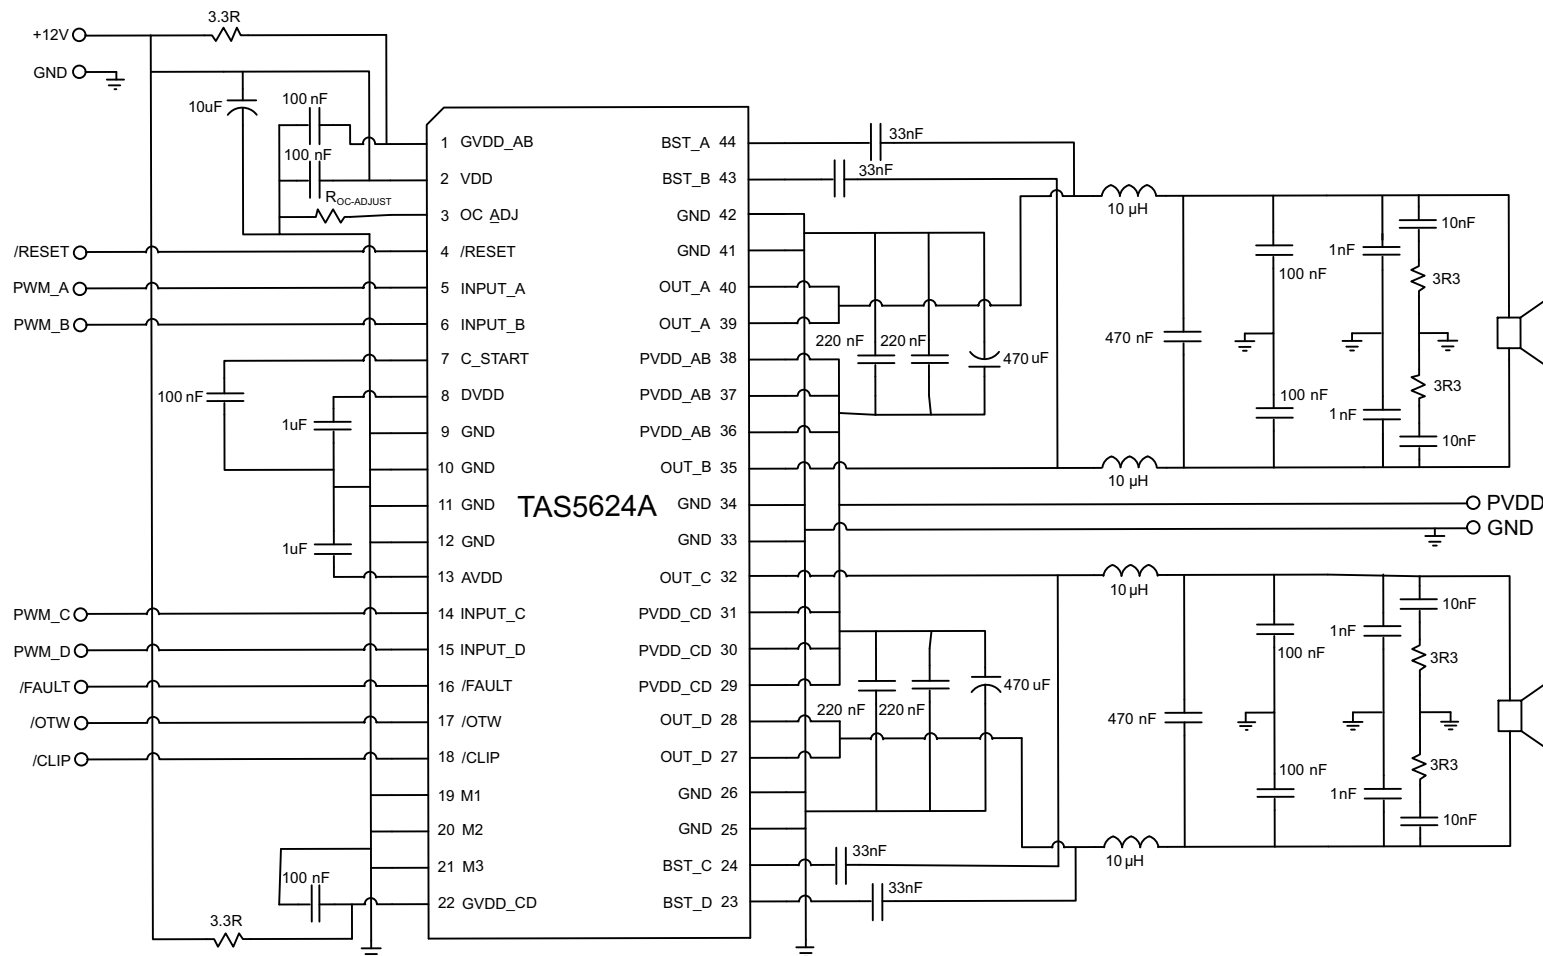 3.3R
+12V
GND
10uF
100 nF
100 nF
R_OC-ADJUST
/RESET
PWM_A
PWM_B
100 nF
1uF
1uF
PWM_C
PWM_D
/FAULT
/OTW
/CLIP
100 nF
3.3R
1 GVDD_AB
2 VDD
3 OC_ADJ
4 /RESET
5 INPUT_A
6 INPUT_B
7 C_START
8 DVDD
9 GND
10 GND
11 GND
12 GND
13 AVDD
14 INPUT_C
15 INPUT_D
16 /FAULT
17 /OTW
18 /CLIP
19 M1
20 M2
21 M3
22 GVDD_CD
TAS5624A
BST_A 44
BST_B 43
GND 42
GND 41
OUT_A 40
OUT_A 39
PVDD_AB 38
PVDD_AB 37
PVDD_AB 36
OUT_B 35
GND 34
GND 33
OUT_C 32
PVDD_CD 31
PVDD_CD 30
PVDD_CD 29
OUT_D 28
OUT_D 27
GND 26
GND 25
BST_C 24
BST_D 23
33nF
33nF
10 µH
220 nF 220 nF
470 uF
470 nF
100 nF
1nF
10nF
3R3
3R3
100 nF
1nF
10nF
10 µH
PVDD
GND
10 µH
220 nF 220 nF
470 uF
470 nF
100 nF
1nF
10nF
3R3
3R3
100 nF
1nF
10nF
10 µH
33nF
33nF